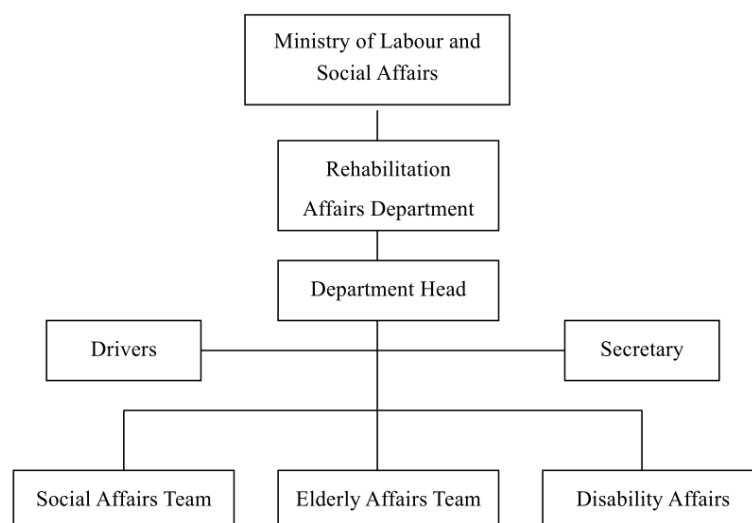 Ministry of Labour and
Social Affairs
Rehabilitation
Affairs Department
Department Head
Drivers
Secretary
Social Affairs Team
Elderly Affairs Team
Disability Affairs